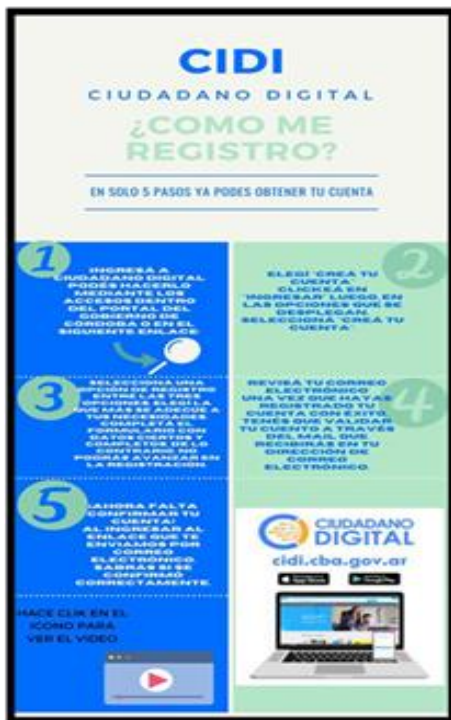 CIDI
CIUDADANO DIGITAL
¿COMO ME
REGISTRO?
EN SOLO 5 PASOS YA PODES OBTENER TU CUENTA
1
INGRESÁ A
CIUDADANO DIGITAL
PODÉS HACERLO
MEDIANTE LOS
ACCESOS DENTRO
DEL PORTAL DEL
GOBIERNO DE
CÓRDOBA O EN EL
SIGUIENTE ENLACE:
2
ELEGÍ "CREA TU
CUENTA"
CLICKEÁ EN
"INGRESAR" LUEGO, EN
LAS OPCIONES QUE SE
DESPLEGAN,
SELECCIONÁ "CREÁ TU
CUENTA"
3
SELECCIONÁ UNA
OPCIÓN DE REGISTRO
ENTRE LAS TRES
OPCIONES ELEGÍ LA
QUE MÁS SE ADECUE A
TUS NECESIDADES
COMPLETÁ EL
FORMULARIO CON
DATOS CIERTOS Y
COMPLETOS DE LO
CONTRARIO, NO
PODRÁS AVANZAR EN
LA REGISTRACIÓN.
4
REVISÁ TU CORREO
ELECTRÓNICO
UNA VEZ QUE HAYAS
REGISTRADO TU
CUENTA CON ÉXITO,
TENÉS QUE VALIDAR
TU CUENTO A TRAVÉS
DEL MAIL QUE
RECIBIRÁS EN TU
DIRECCIÓN DE
CORREO
ELECTRÓNICO.
5
¡AHORA FALTA
CONFIRMAR TU
CUENTA!
AL INGRESAR AL
ENLACE QUE TE
ENVIAMOS POR
CORREO
ELECTRÓNICO
SABRÁS SI SE
CONFIRMÓ
CORRECTAMENTE.
CIUDADANO
DIGITAL
cidi.cba.gov.ar
HACE CLIK EN EL
ICONO PARA
VER EL VIDEO